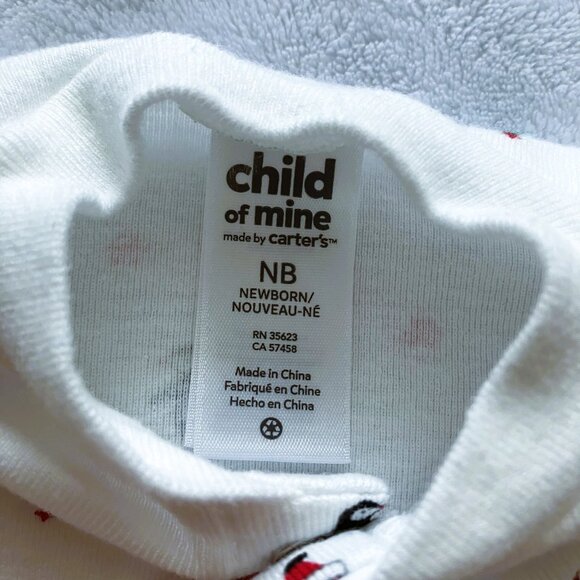 child
of mine
made by carter's™
NB
NEWBORN/
NOUVEAU-NÉ
RN 35623
CA 57458
Made in China
Fabriqué en Chine
Hecho en China